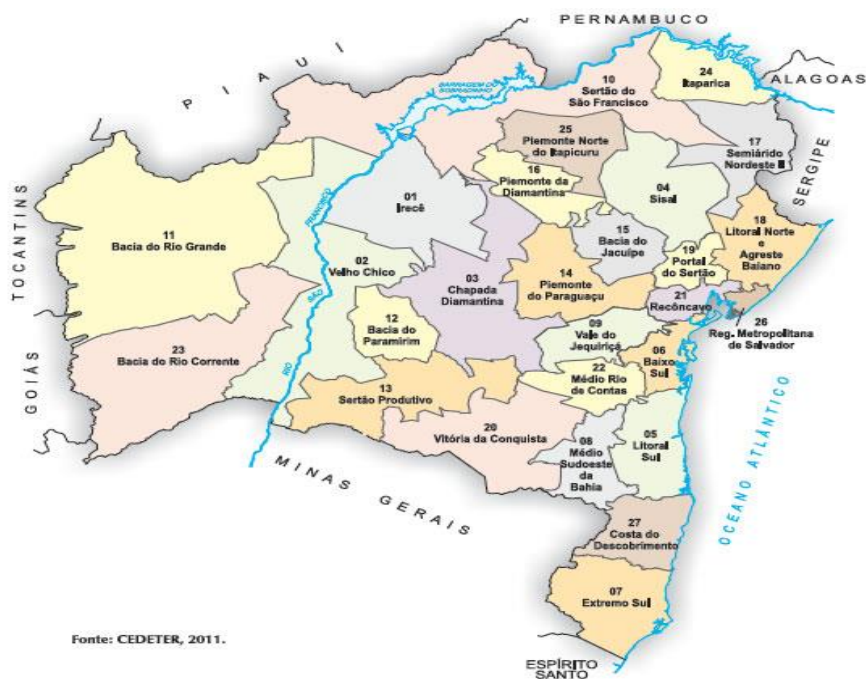 PERNAMBUCO
PIAUÍ
ALAGOAS
SERGIPE
TOCANTINS
GOIÁS
MINAS GERAIS
ESPÍRITO
SANTO
OCEANO ATLÂNTICO
BARRAGEM DE
SOBRADINHO
RIO
SÃO
FRANCISCO
10
Sertão do
São Francisco
24
Itaparica
25
Piemonte Norte
do Itapicuru
17
Semiárido
Nordeste II
16
Piemonte da
Diamantina
04
Sisal
01
Irecê
11
Bacia do Rio Grande
18
Litoral Norte
e
Agreste
Baiano
15
Bacia do
Jacuípe
19
Portal
do Sertão
02
Velho Chico
03
Chapada
Diamantina
14
Piemonte
do Paraguaçu
21
Recôncavo
26
Reg. Metropolitana
de Salvador
12
Bacia do
Paramirim
09
Vale do
Jequiriçá
06
Baixo
Sul
23
Bacia do Rio Corrente
22
Médio Rio
de Contas
13
Sertão Produtivo
20
Vitória da Conquista
08
Médio
Sudoeste
da
Bahia
05
Litoral
Sul
27
Costa do
Descobrimento
07
Extremo Sul
Fonte: CEDETER, 2011.